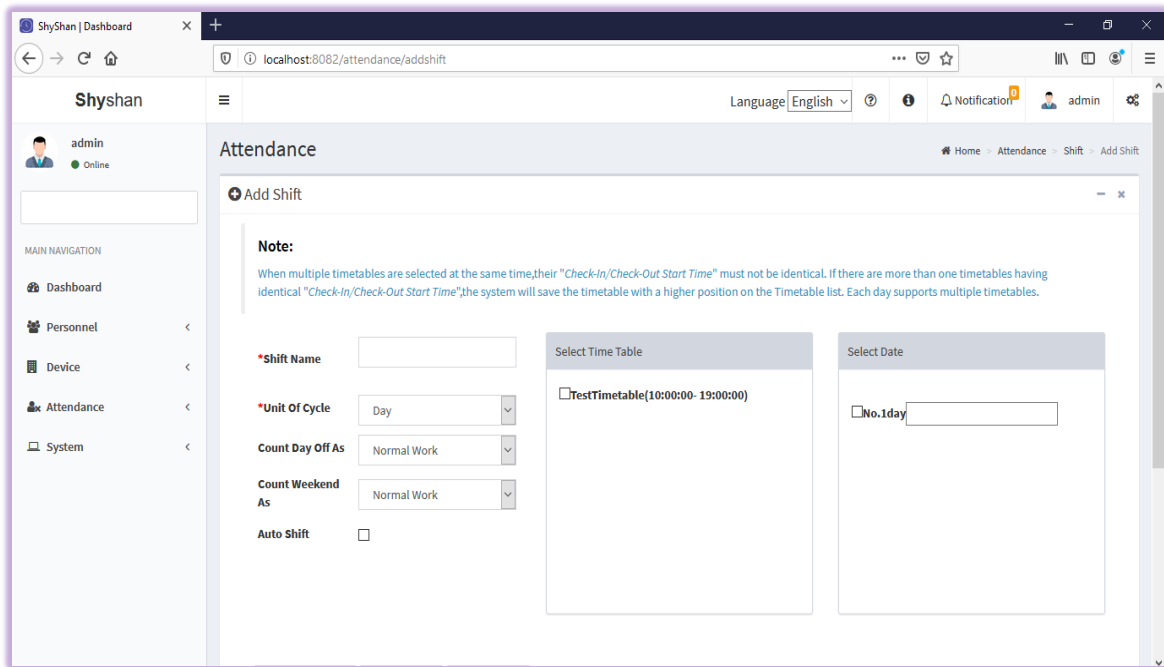 ShyShan | Dashboard
localhost:8082/attendance/addshift
Shyshan
Language English
Notification 0
admin
admin
Online
MAIN NAVIGATION
Dashboard
Personnel
Device
Attendance
System
Attendance
Home > Attendance > Shift > Add Shift
Add Shift
Note:
When multiple timetables are selected at the same time,their "Check-In/Check-Out Start Time" must not be identical. If there are more than one timetables having
identical "Check-In/Check-Out Start Time",the system will save the timetable with a higher position on the Timetable list. Each day supports multiple timetables.
*Shift Name
*Unit Of Cycle
Day
Count Day Off As
Normal Work
Count Weekend
As
Normal Work
Auto Shift
Select Time Table
TestTimetable(10:00:00- 19:00:00)
Select Date
No.1day